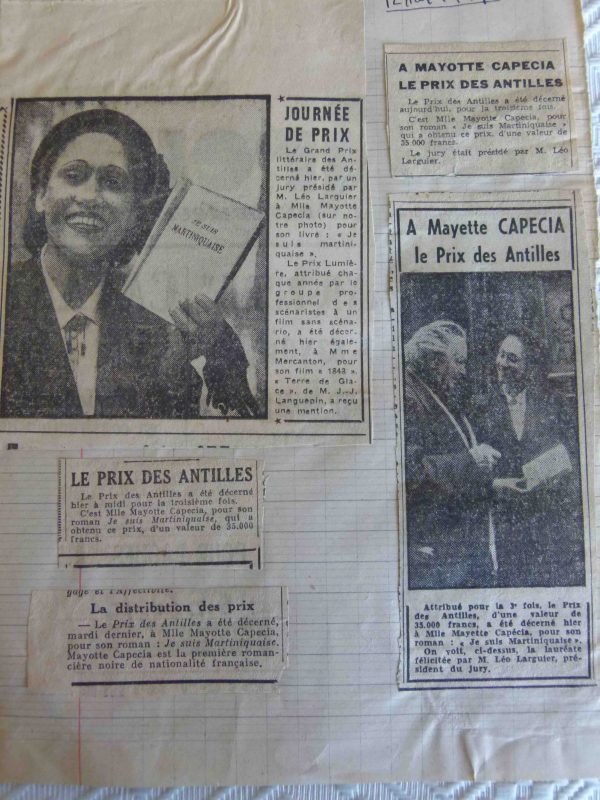 JE SUIS
MARTINIQUAISE
JOURNÉE
DE PRIX
Le Grand Prix
littéraire des An-
tilles a été dé-
cerné hier, par un
jury présidé par
M. Léo Larguier
à Mlle Mayotte
Capecia (sur no-
tre photo) pour
son livre : « Je
suis martini-
quaise ».
Le Prix Lumiè-
re, attribué cha-
que année par le
groupe pro-
fessionnel des
scénaristes à un
film sans scéna-
rio, a été décer-
né hier égale-
ment, à Mme
Mercanton, pour
son film « 1848 ».
« Terre de Gla-
ce », de M. J.-J.
Languepin, a reçu
une mention.
A MAYOTTE CAPECIA
LE PRIX DES ANTILLES
Le Prix des Antilles a été décerné
aujourd'hui, pour la troisième fois.
C'est Mlle Mayotte Capecia, pour
son roman « Je suis Martiniquaise »
qui a obtenu ce prix, d'une valeur de
35.000 francs.
Le jury était présidé par M. Léo
Larguier.
A Mayette CAPECIA
le Prix des Antilles
Attribué pour la 3e fois, le Prix
des Antilles, d'une valeur de
35.000 francs, a été décerné hier
à Mlle Mayette Capécia, pour son
roman : « Je suis Martiniquaise ».
On voit, ci-dessus, la lauréate
félicitée par M. Léo Larguier, pré-
sident du jury.
LE PRIX DES ANTILLES
Le Prix des Antilles a été décerné
hier à midi pour la troisième fois.
C'est Mlle Mayotte Capecia, pour son
roman Je suis Martiniquaise, qui a
obtenu ce prix, d'un valeur de 35.000
francs.
gage et l'Affectivité.
La distribution des prix
— Le Prix des Antilles a été décerné,
mardi dernier, à Mlle Mayotte Capecia,
pour son roman : Je suis Martiniquaise.
Mayotte Capecia est la première roman-
cière noire de nationalité française.